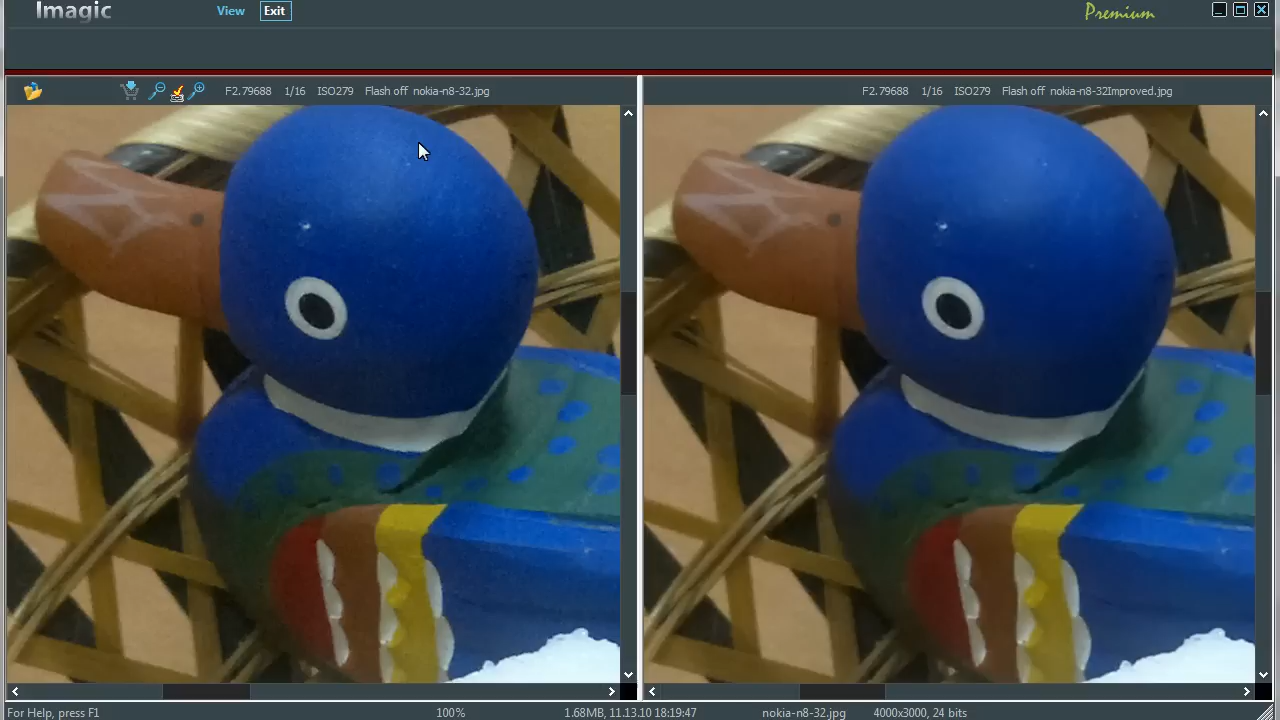 Imagic View Exit Premium
F2.79688 1/16 ISO279 Flash off nokia-n8-32.jpg
F2.79688 1/16 ISO279 Flash off nokia-n8-32Improved.jpg
For Help, press F1 100% 1.68MB, 11.13.10 18:19:47 nokia-n8-32.jpg 4000x3000, 24 bits